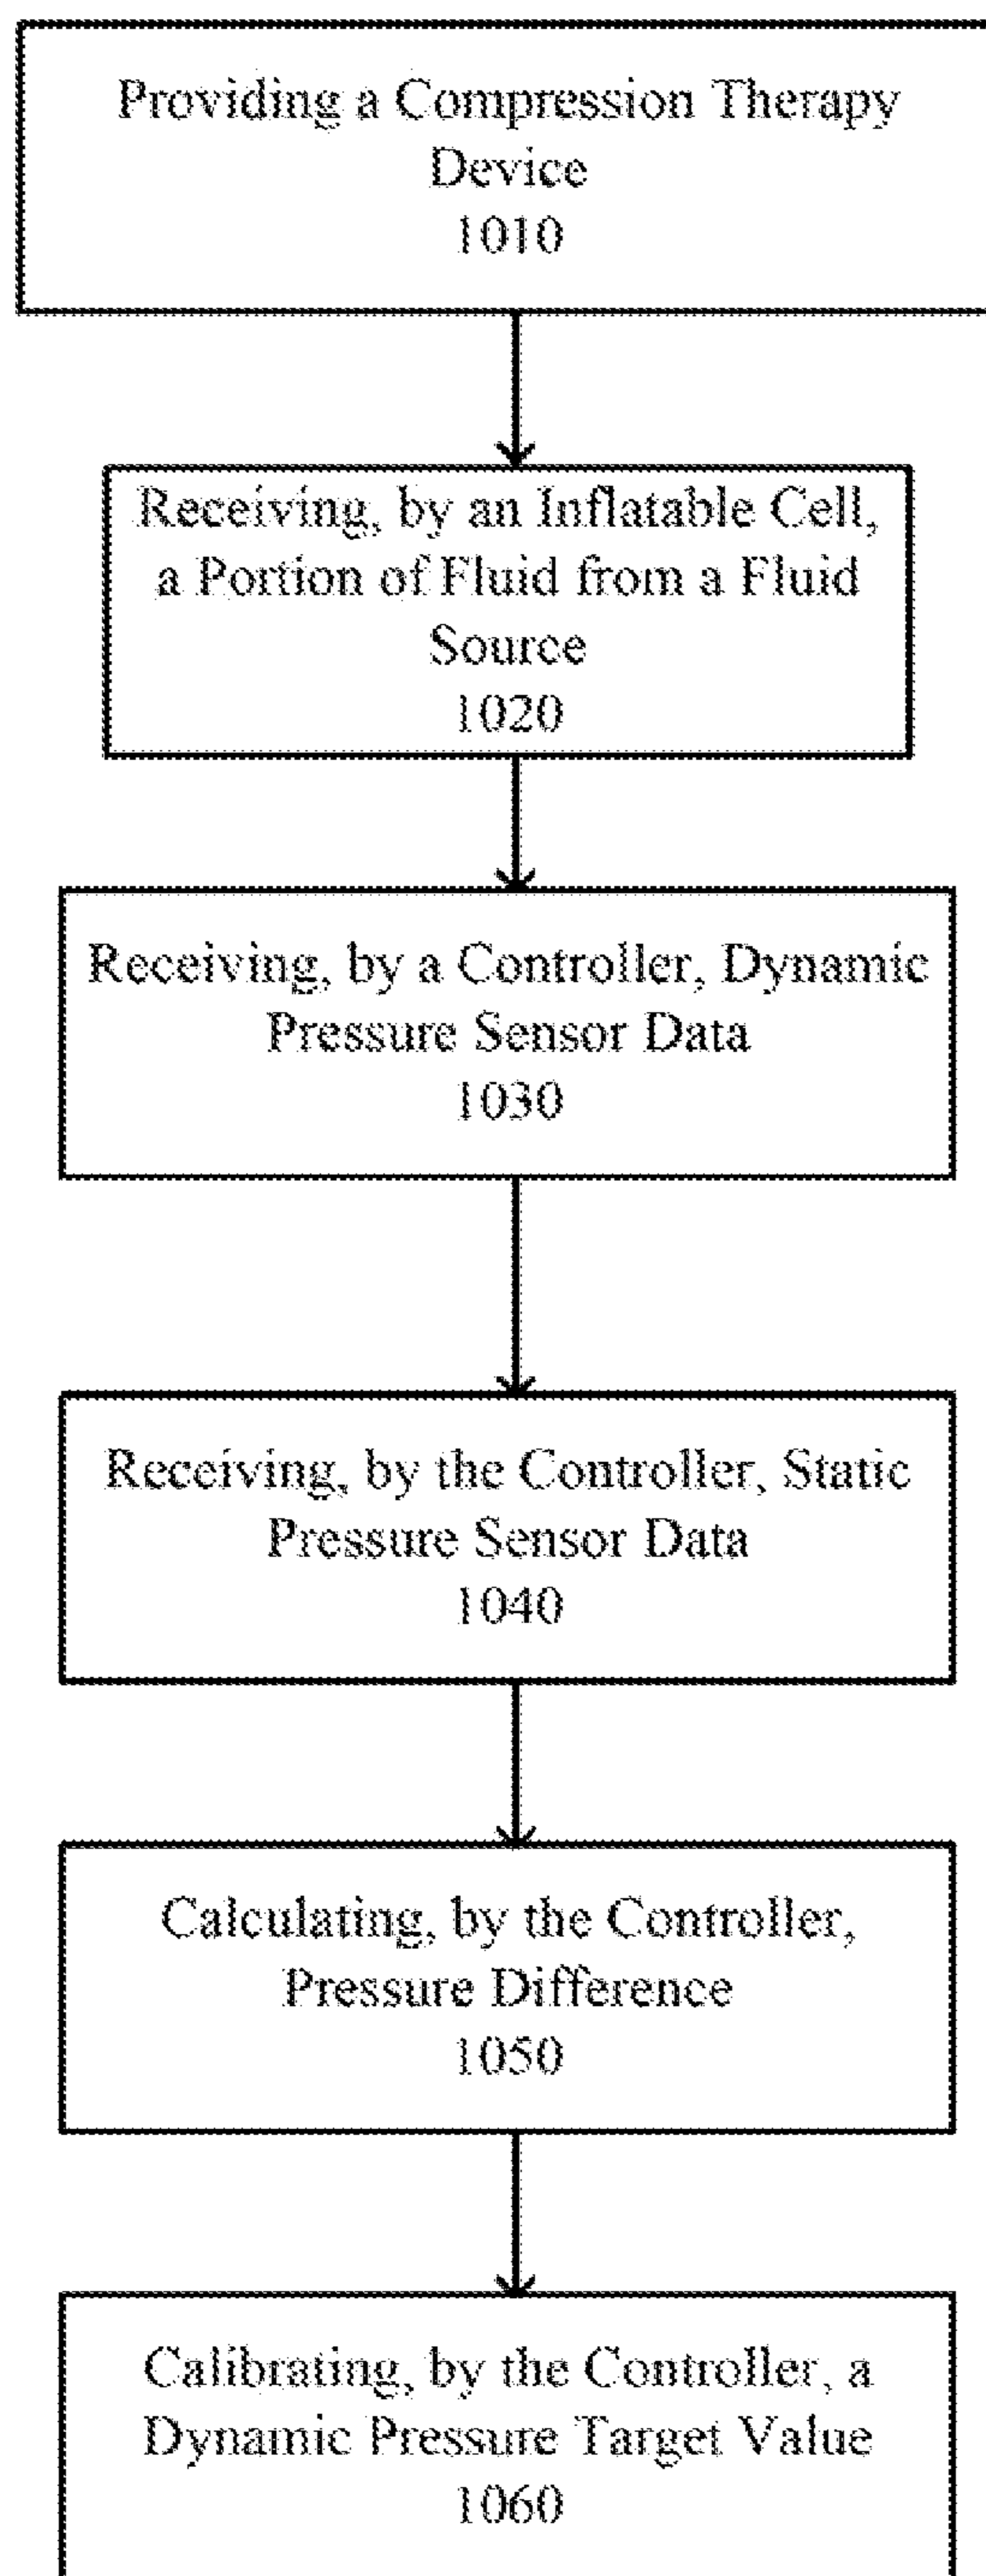 Providing a Compression Therapy
Device
1010
Receiving, by an Inflatable Cell,
a Portion of Fluid from a Fluid
Source
1020
Receiving, by a Controller, Dynamic
Pressure Sensor Data
1030
Receiving, by the Controller, Static
Pressure Sensor Data
1040
Calculating, by the Controller,
Pressure Difference
1050
Calibrating, by the Controller, a
Dynamic Pressure Target Value
1060